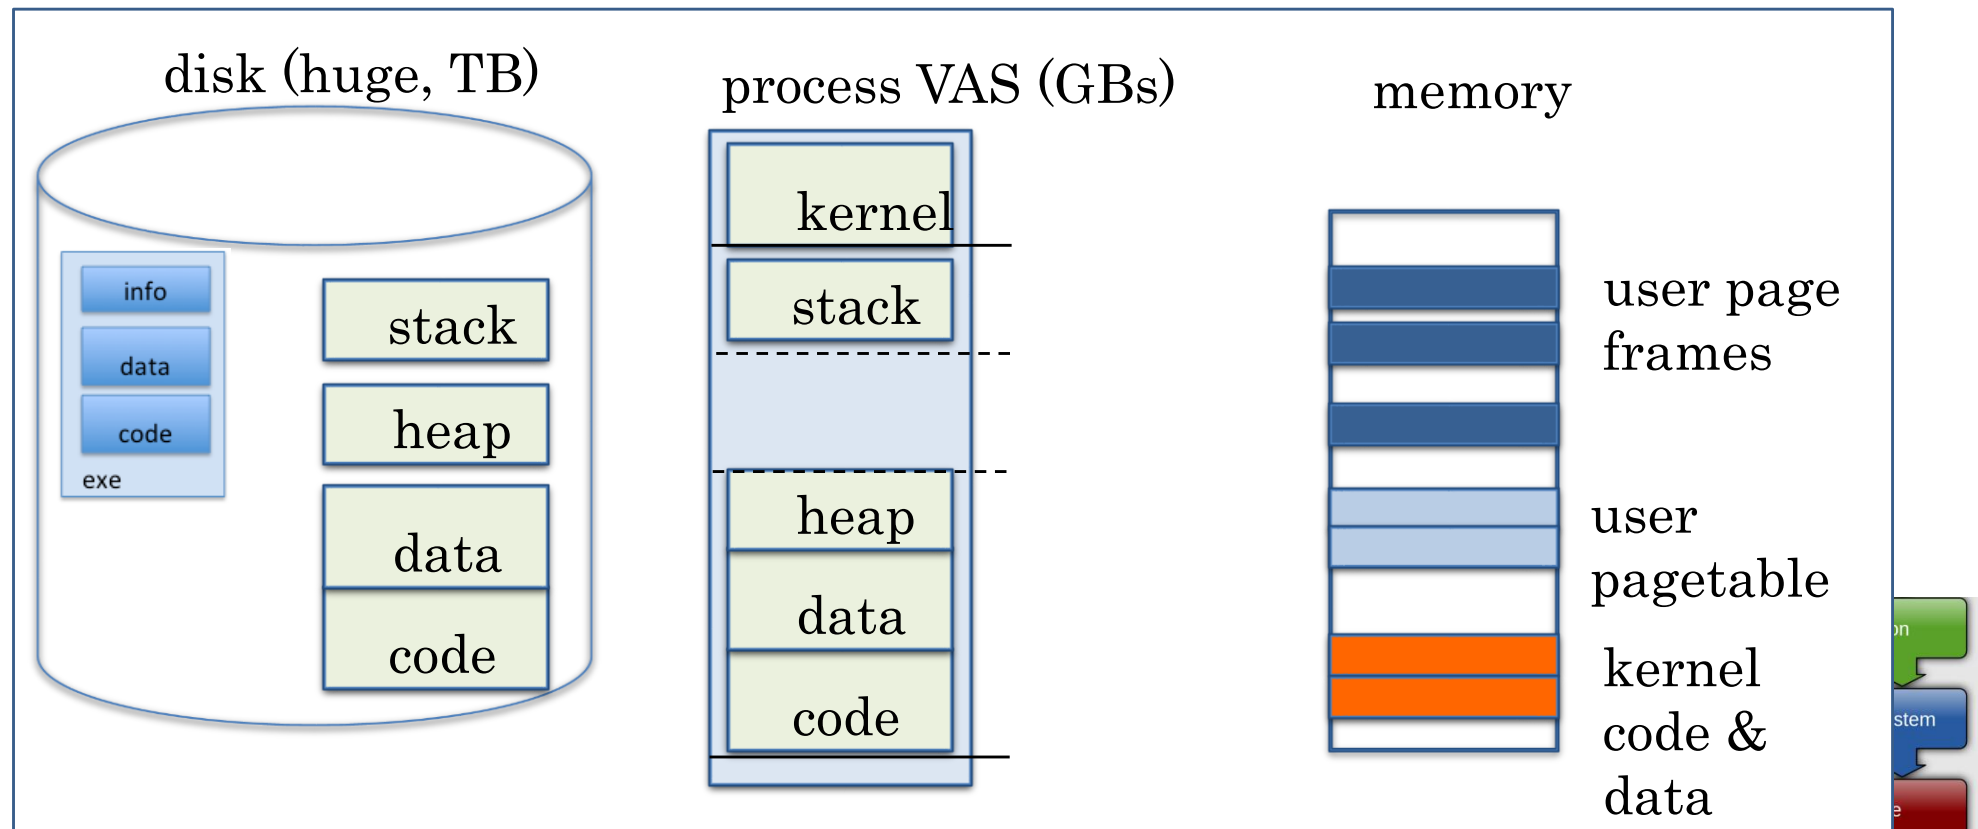 disk (huge, TB)
process VAS (GBs)
memory
info
data
code
exe
stack
heap
data
code
kernel
stack
heap
data
code
user page
frames
user
pagetable
kernel
code &
data